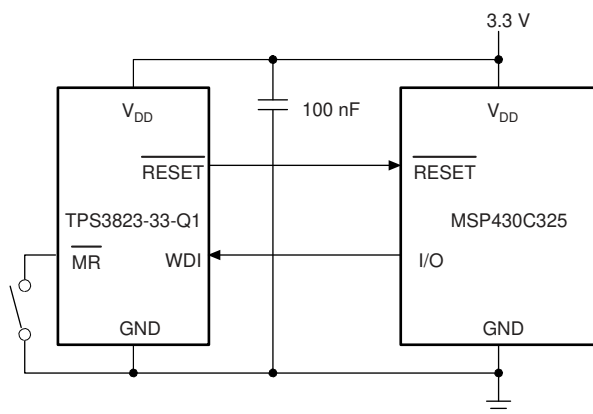 3.3 V
VDD
VDD
100 nF
RESET
RESET
TPS3823-33-Q1
MSP430C325
MR
WDI
I/O
GND
GND